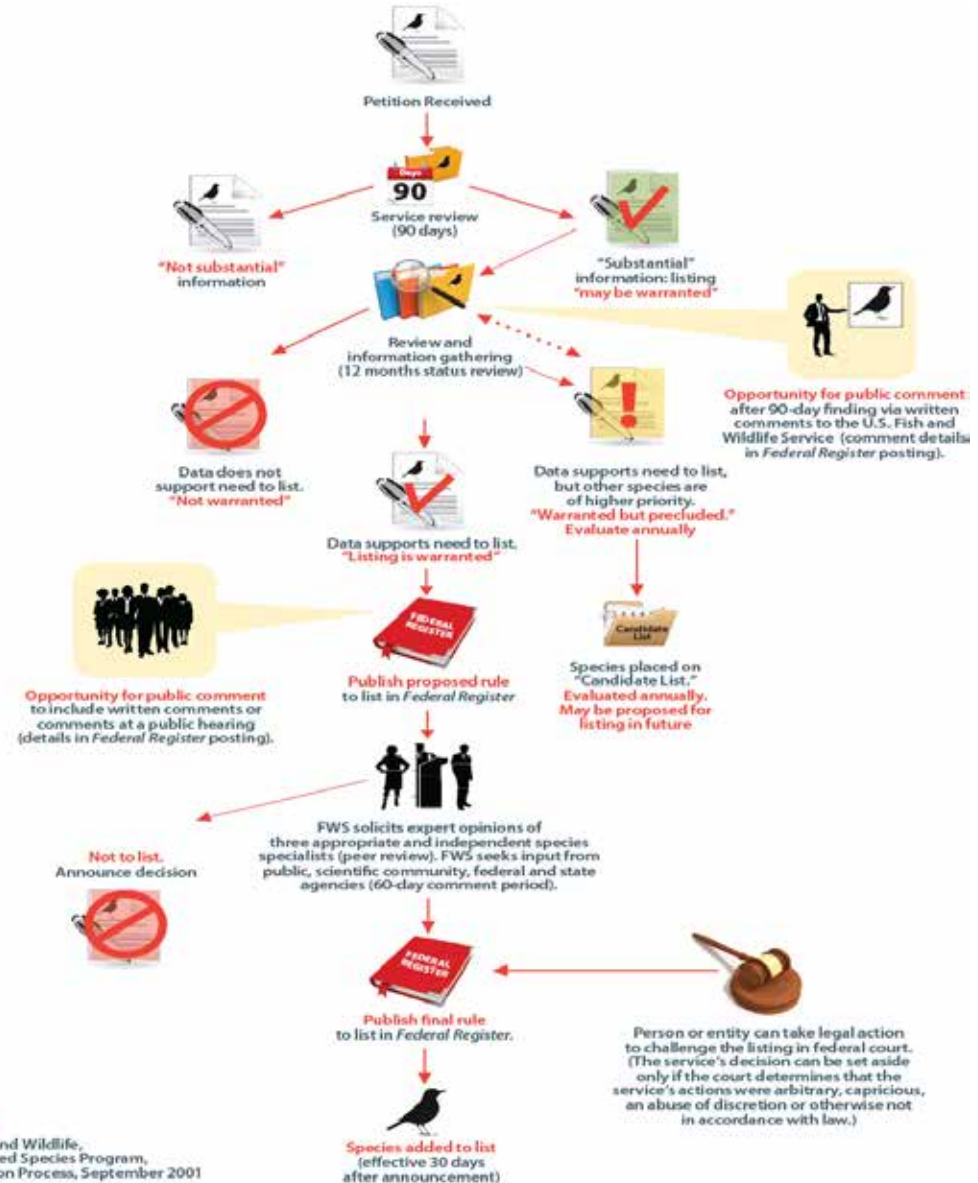 Petition Received
Days
90
Service review
(90 days)
"Not substantial"
information
"Substantial"
information: listing
"may be warranted"
Review and
information gathering
(12 months status review)
Opportunity for public comment
after 90-day finding via written
comments to the U.S. Fish and
Wildlife Service (comment details
in Federal Register posting).
Data does not
support need to list.
"Not warranted"
Data supports need to list,
but other species are
of higher priority.
"Warranted but precluded."
Evaluate annually
Data supports need to list.
"Listing is warranted"
FEDERAL
REGISTER
Candidate
List
Publish proposed rule
to list in Federal Register
Species placed on
"Candidate List."
Evaluated annually.
May be proposed for
listing in future
Opportunity for public comment
to include written comments or
comments at a public hearing
(details in Federal Register posting).
FWS solicits expert opinions of
three appropriate and independent species
specialists (peer review). FWS seeks input from
public, scientific community, federal and state
agencies (60-day comment period).
Not to list.
Announce decision
FEDERAL
REGISTER
Publish final rule
to list in Federal Register.
Person or entity can take legal action
to challenge the listing in federal court.
(The service's decision can be set aside
only if the court determines that the
service's actions were arbitrary, capricious,
an abuse of discretion or otherwise not
in accordance with law.)
Species added to list
(effective 30 days
after announcement)
nd Wildlife,
ed Species Program,
on Process, September 2001